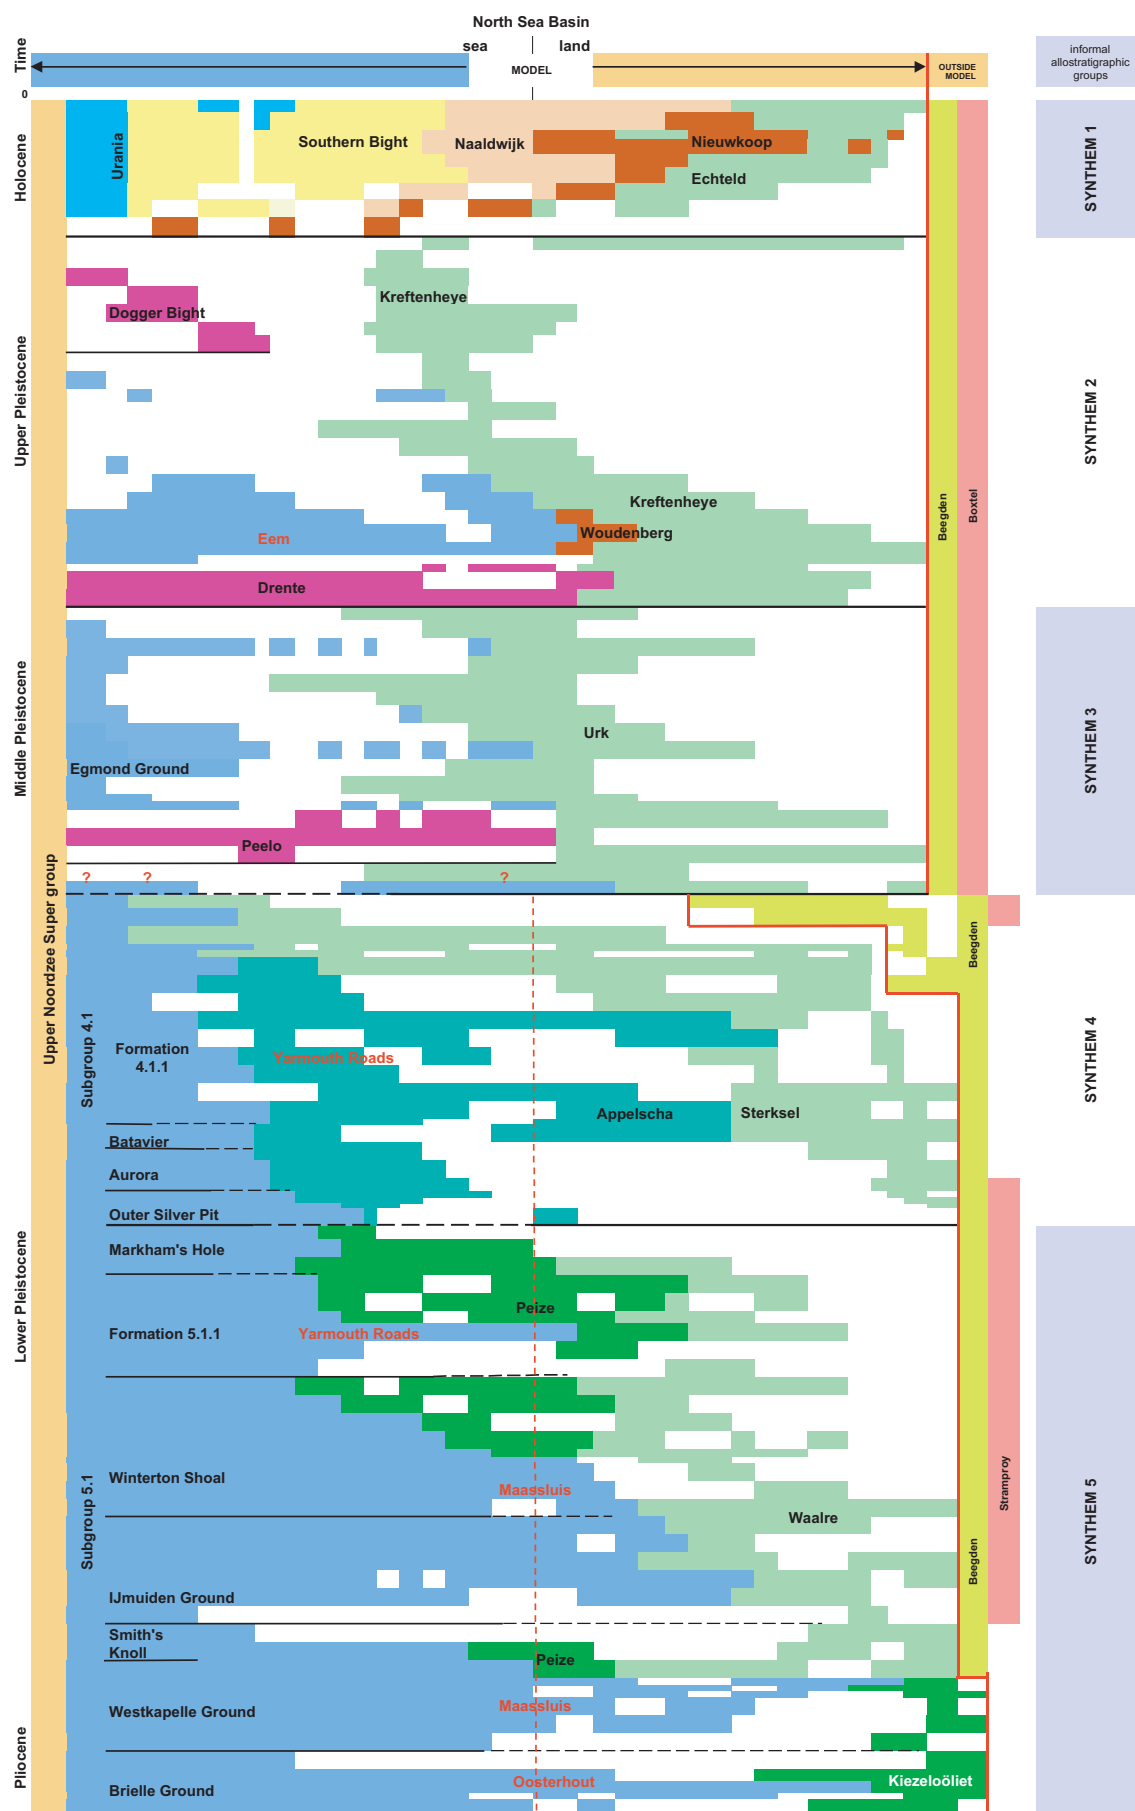 North Sea Basin
sea
land
MODEL
Time
0
OUTSIDE
MODEL
informal
allostratigraphic
groups
Holocene
Urania
Southern Bight
Naaldwijk
Nieuwkoop
Echteld
SYNTHEM 1
Upper Pleistocene
Dogger Bight
Kreftenheye
Kreftenheye
Woudenberg
Eem
Drente
Beegden
Boxtel
SYNTHEM 2
Middle Pleistocene
Urk
Egmond Ground
Peelo
? ? ?
SYNTHEM 3
Upper Noordzee Super group
Subgroup 4.1
Formation
4.1.1
Yarmouth Roads
Appelscha
Sterksel
Batavier
Aurora
Outer Silver Pit
Beegden
SYNTHEM 4
Lower Pleistocene
Markham's Hole
Peize
Formation 5.1.1
Yarmouth Roads
Subgroup 5.1
Winterton Shoal
Maassluis
Waalre
IJmuiden Ground
Smith's
Knoll
Peize
Beegden
Stramproy
SYNTHEM 5
Pliocene
Westkapelle Ground
Maassluis
Brielle Ground
Oosterhout
Kiezeloöliet